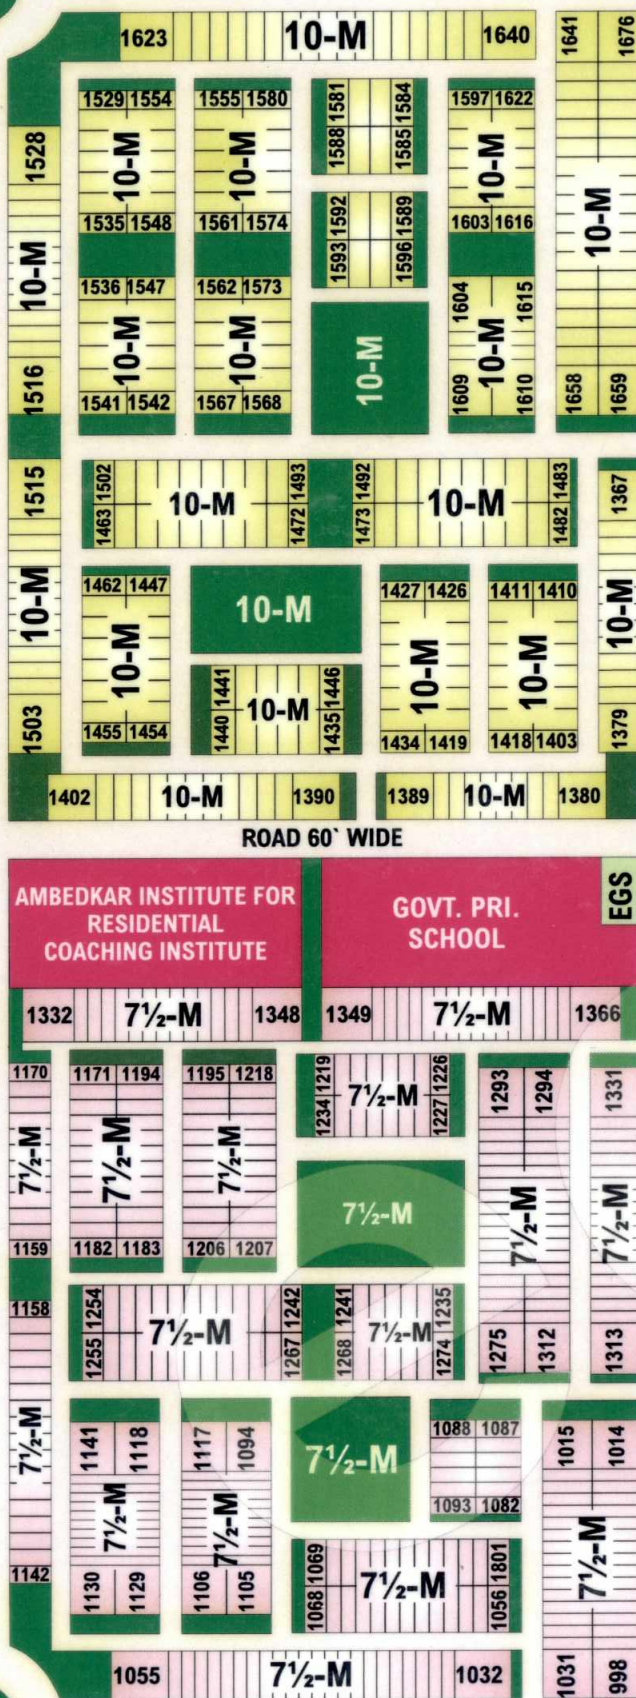 1623 10-M 1640
1641 1676
1528
1529 1554
1555 1580
1581 1584
1588 1585
1597 1622
10-M
10-M
10-M
10-M
1535 1548
1561 1574
1592 1589
1593 1596
1603 1616
10-M
1536 1547
1562 1573
1604 1615
10-M
10-M
10-M
10-M
10-M
1516
1541 1542
1567 1568
1609 1610
1658 1659
1515
1502 1493
1463 1472
10-M
1492 1483
1473 1482
10-M
1367
1462 1447
10-M
1427 1426
1411 1410
10-M
10-M
10-M
10-M
10-M
1441 1446
1440 1435
10-M
1503
1455 1454
1434 1419
1418 1403
1379
1402 10-M 1390
1389 10-M 1380
ROAD 60` WIDE
AMBEDKAR INSTITUTE FOR
RESIDENTIAL
COACHING INSTITUTE
GOVT. PRI.
SCHOOL
EGS
1332 7½-M 1348
1349 7½-M 1366
1170
1171 1194
1195 1218
1219 1226
1234 1227
7½-M
1293 1294
1331
7½-M
7½-M
7½-M
7½-M
7½-M
7½-M
1159
1182 1183
1206 1207
1158
1254 1242
1255 1267
7½-M
1241 1235
1268 1274
7½-M
1275 1312
1313
7½-M
1141 1118
1117 1094
7½-M
1088 1087
1015 1014
7½-M
7½-M
7½-M
1093 1082
1142
1130 1129
1106 1105
1069 1801
1068 1056
7½-M
1055 7½-M 1032
1031 998